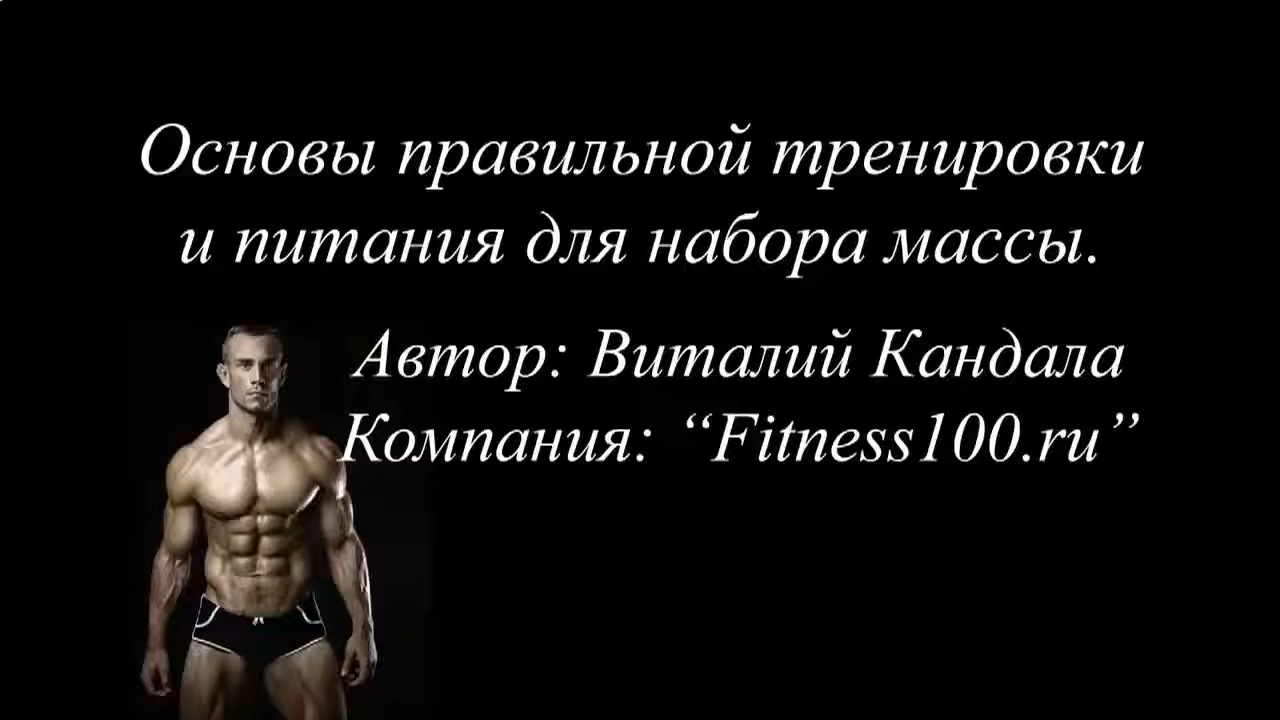 Основы правильной тренировки
и питания для набора массы.
Автор: Виталий Кандала
Компания: “Fitness100.ru”